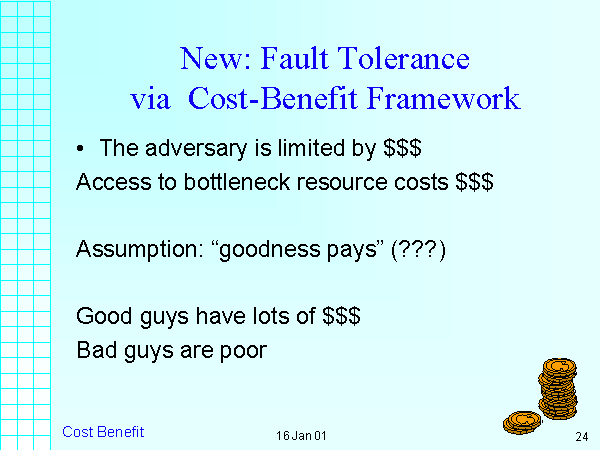 New: Fault Tolerance
via Cost-Benefit Framework
• The adversary is limited by $$$
Access to bottleneck resource costs $$$
Assumption: “goodness pays” (???)
Good guys have lots of $$$
Bad guys are poor
Cost Benefit
16 Jan 01
24